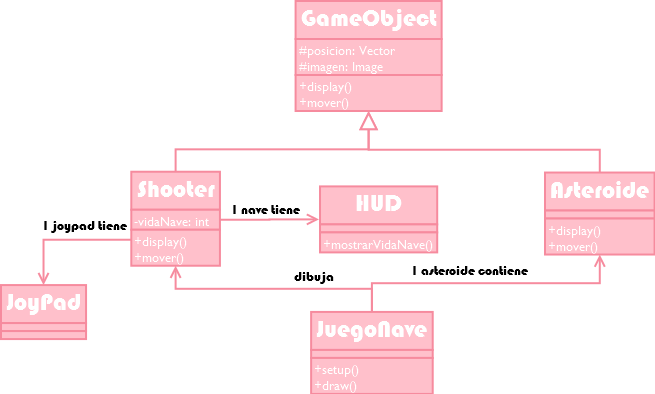 GameObject
#posicion: Vector
#imagen: Image
+display()
+mover()
Shooter
-vidaNave: int
+display()
+mover()
1 nave tiene
HUD
+mostrarVidaNave()
Asteroide
+display()
+mover()
1 joypad tiene
JoyPad
dibuja
1 asteroide contiene
JuegoNave
+setup()
+draw()